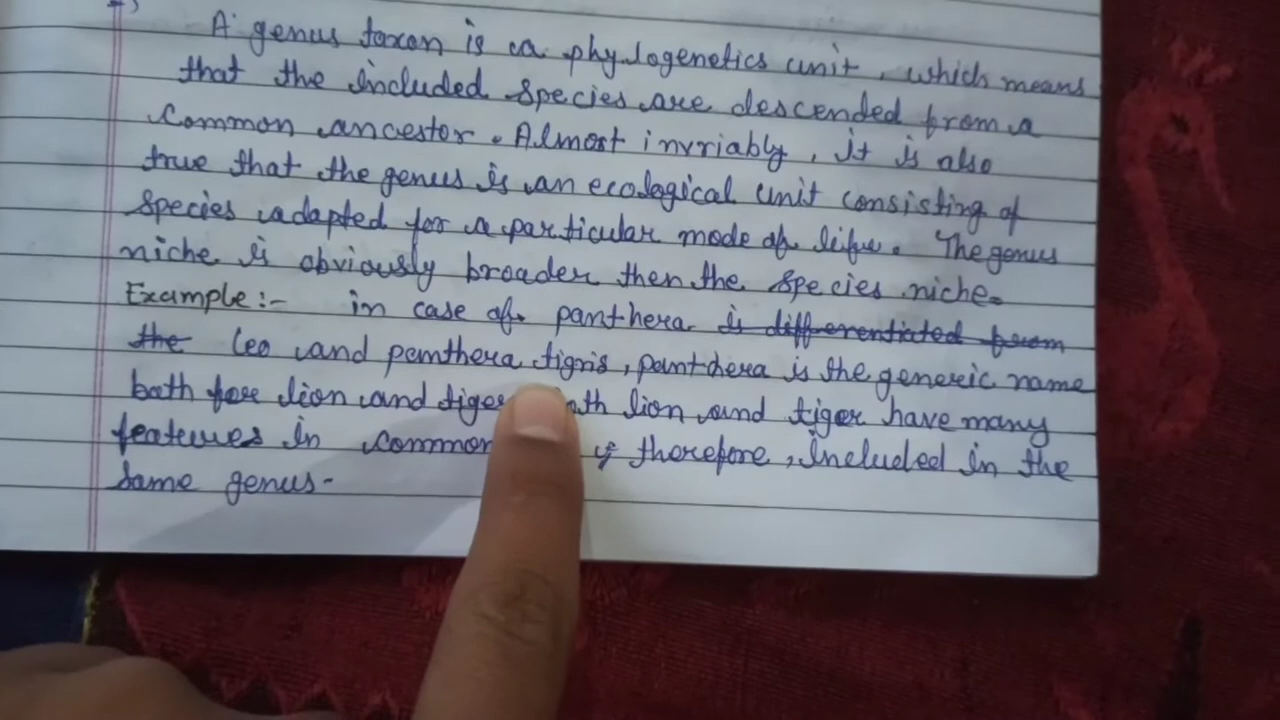 A genus taxon is a phylogenetics unit, which means
that the included species are descended from a
common ancestor. Almost invriably, it is also
true that the genus is an ecological unit consisting of
species adapted for a particular mode of life. The genus
niche is obviously broader then the species niche.
Example:- in case of panthera is differentiated from
the leo and panthera tigris, panthera is the generic name
both for lion and tiger lion and tiger have many
features in common therefore, included in the
same genus-